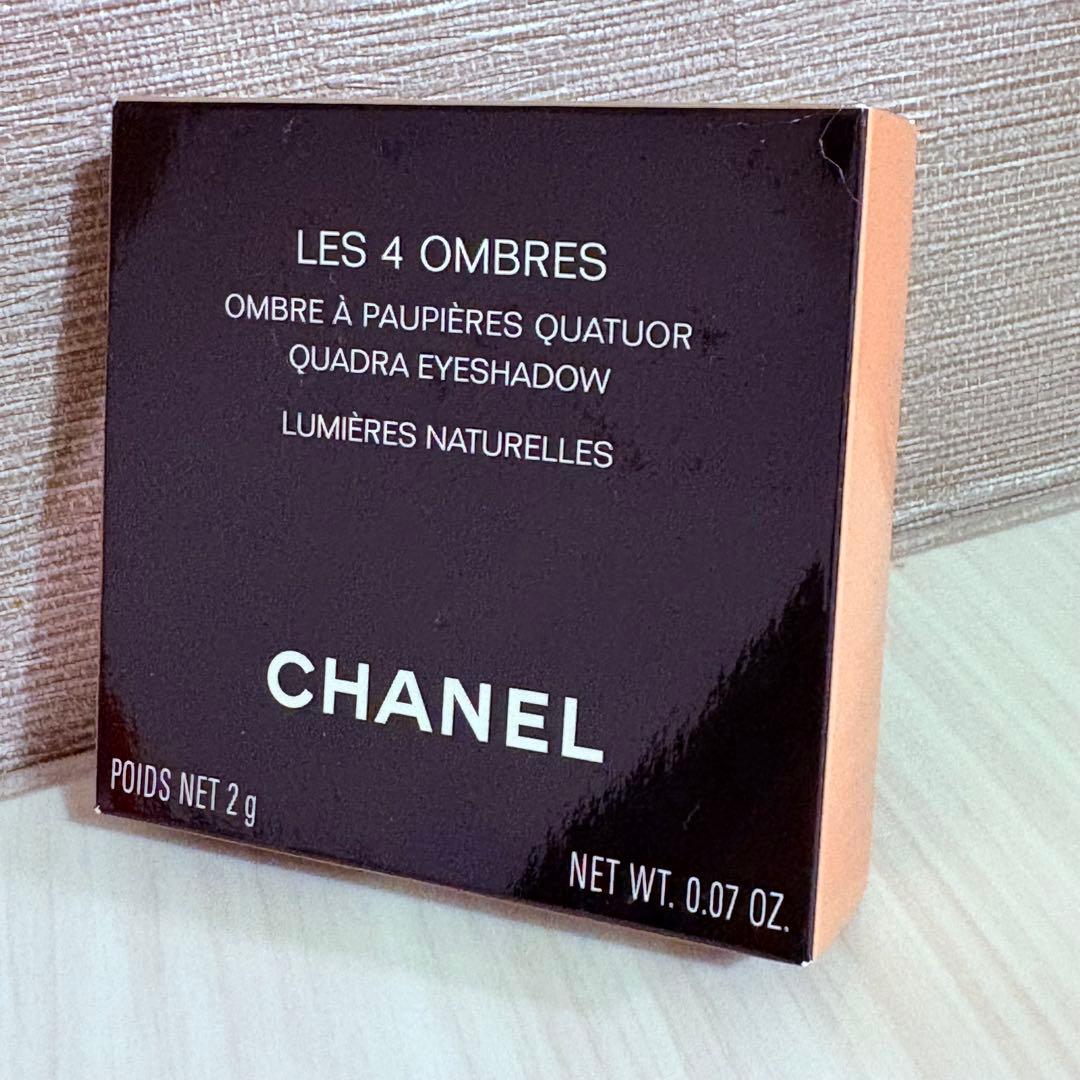 LES 4 OMBRES
OMBRE À PAUPIÈRES QUATUOR
QUADRA EYESHADOW
LUMIÈRES NATURELLES
CHANEL
POIDS NET 2 g
NET WT. 0.07 OZ.